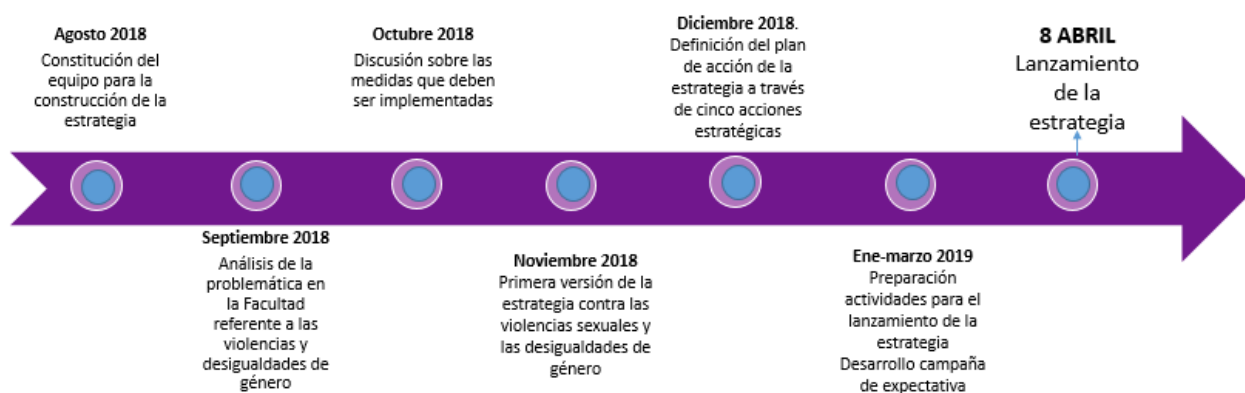 Agosto 2018
Constitución del
equipo para la
construcción de la
estrategia
Septiembre 2018
Análisis de la
problemática en
la Facultad
referente a las
violencias y
desigualdades de
género
Octubre 2018
Discusión sobre las
medidas que deben
ser implementadas
Noviembre 2018
Primera versión de la
estrategia contra las
violencias sexuales y
las desigualdades de
género
Diciembre 2018.
Definición del plan
de acción de la
estrategia a través
de cinco acciones
estratégicas
Ene-marzo 2019
Preparación
actividades para el
lanzamiento de la
estrategia
Desarrollo campaña
de expectativa
8 ABRIL
Lanzamiento
de la
estrategia